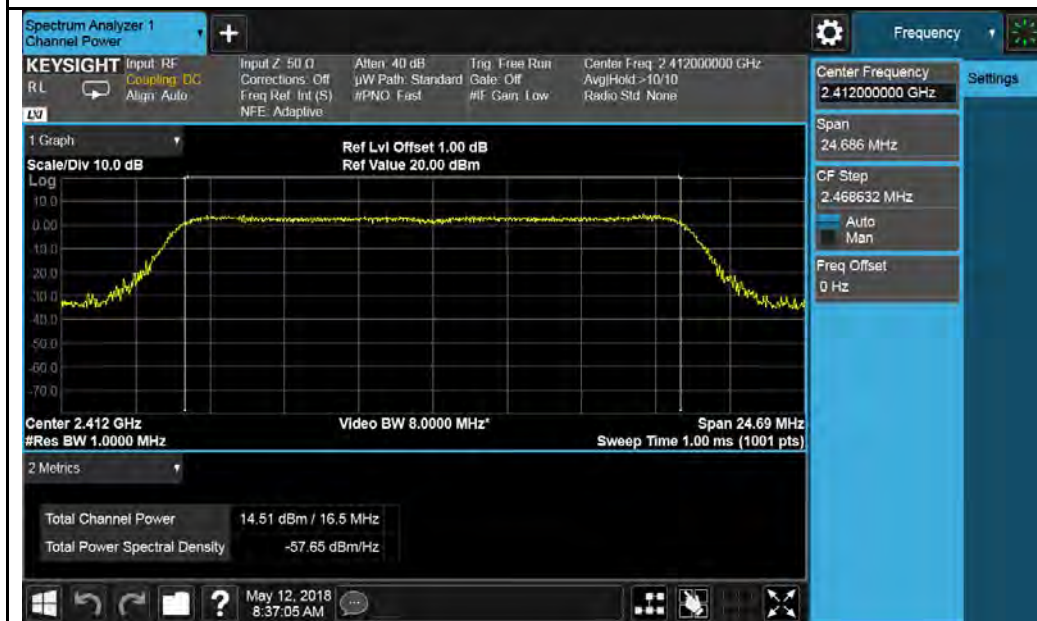 Spectrum Analyzer 1
Channel Power
+
Frequency
KEYSIGHT
RL
LXI
Input: RF
Coupling: DC
Align: Auto
Input Z: 50 Ω
Corrections: Off
Freq Ref: Int (S)
NFE: Adaptive
Atten: 40 dB
µW Path: Standard
#PNO: Fast
Trig: Free Run
Gate: Off
#IF Gain: Low
Center Freq: 2.412000000 GHz
Avg|Hold:>10/10
Radio Std: None
Center Frequency
2.412000000 GHz
Settings
Span
24.686 MHz
CF Step
2.468632 MHz
Auto
Man
Freq Offset
0 Hz
1 Graph
Scale/Div 10.0 dB
Ref Lvl Offset 1.00 dB
Ref Value 20.00 dBm
Log
10.0
0.00
-10.0
-20.0
-30.0
-40.0
-50.0
-60.0
-70.0
Center 2.412 GHz
#Res BW 1.0000 MHz
Video BW 8.0000 MHz*
Span 24.69 MHz
Sweep Time 1.00 ms (1001 pts)
2 Metrics
Total Channel Power 14.51 dBm / 16.5 MHz
Total Power Spectral Density -57.65 dBm/Hz
?
May 12, 2018
8:37:05 AM